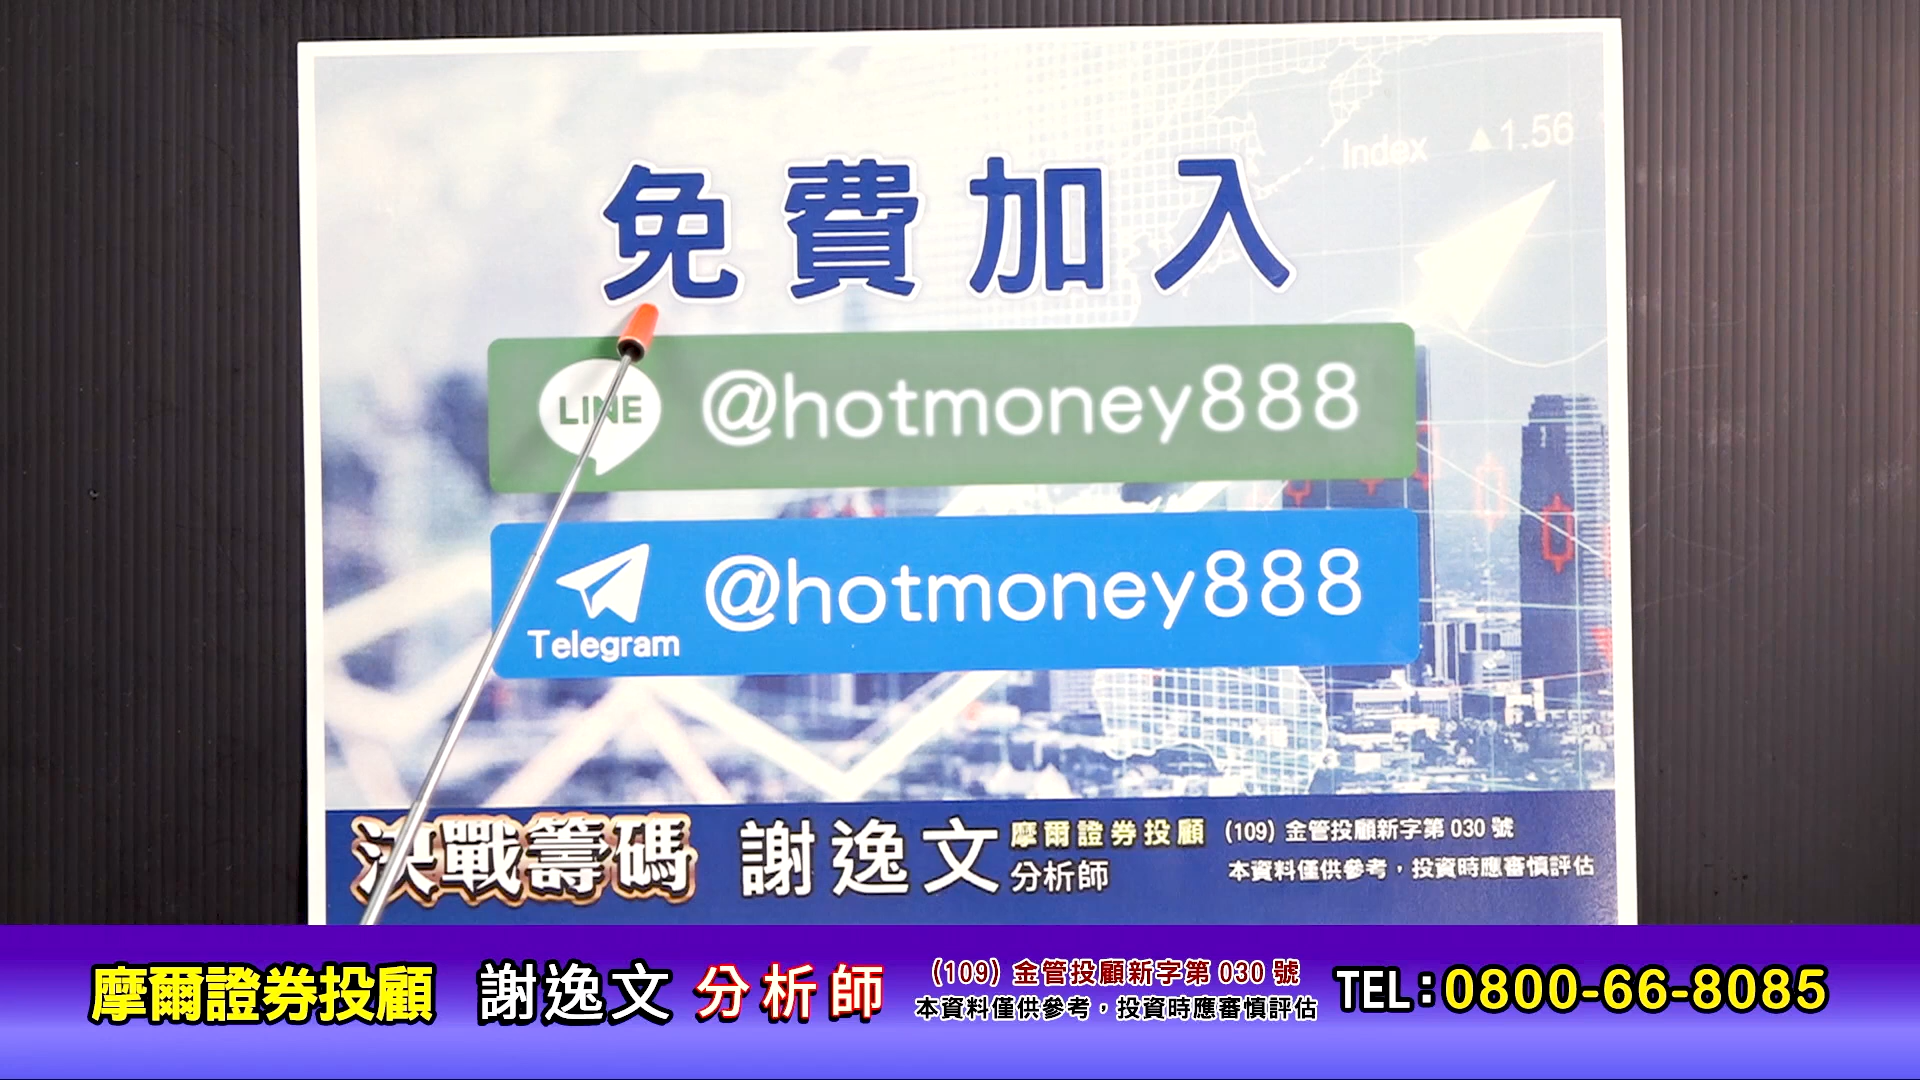 Index ▲1.56
免費加入
LINE @hotmoney888
Telegram @hotmoney888
決戰籌碼 謝逸文 摩爾證券投顧 分析師
(109) 金管投顧新字第 030 號
本資料僅供參考，投資時應審慎評估
摩爾證券投顧 謝逸文 分析師
(109) 金管投顧新字第 030 號
本資料僅供參考，投資時應審慎評估
TEL:0800-66-8085